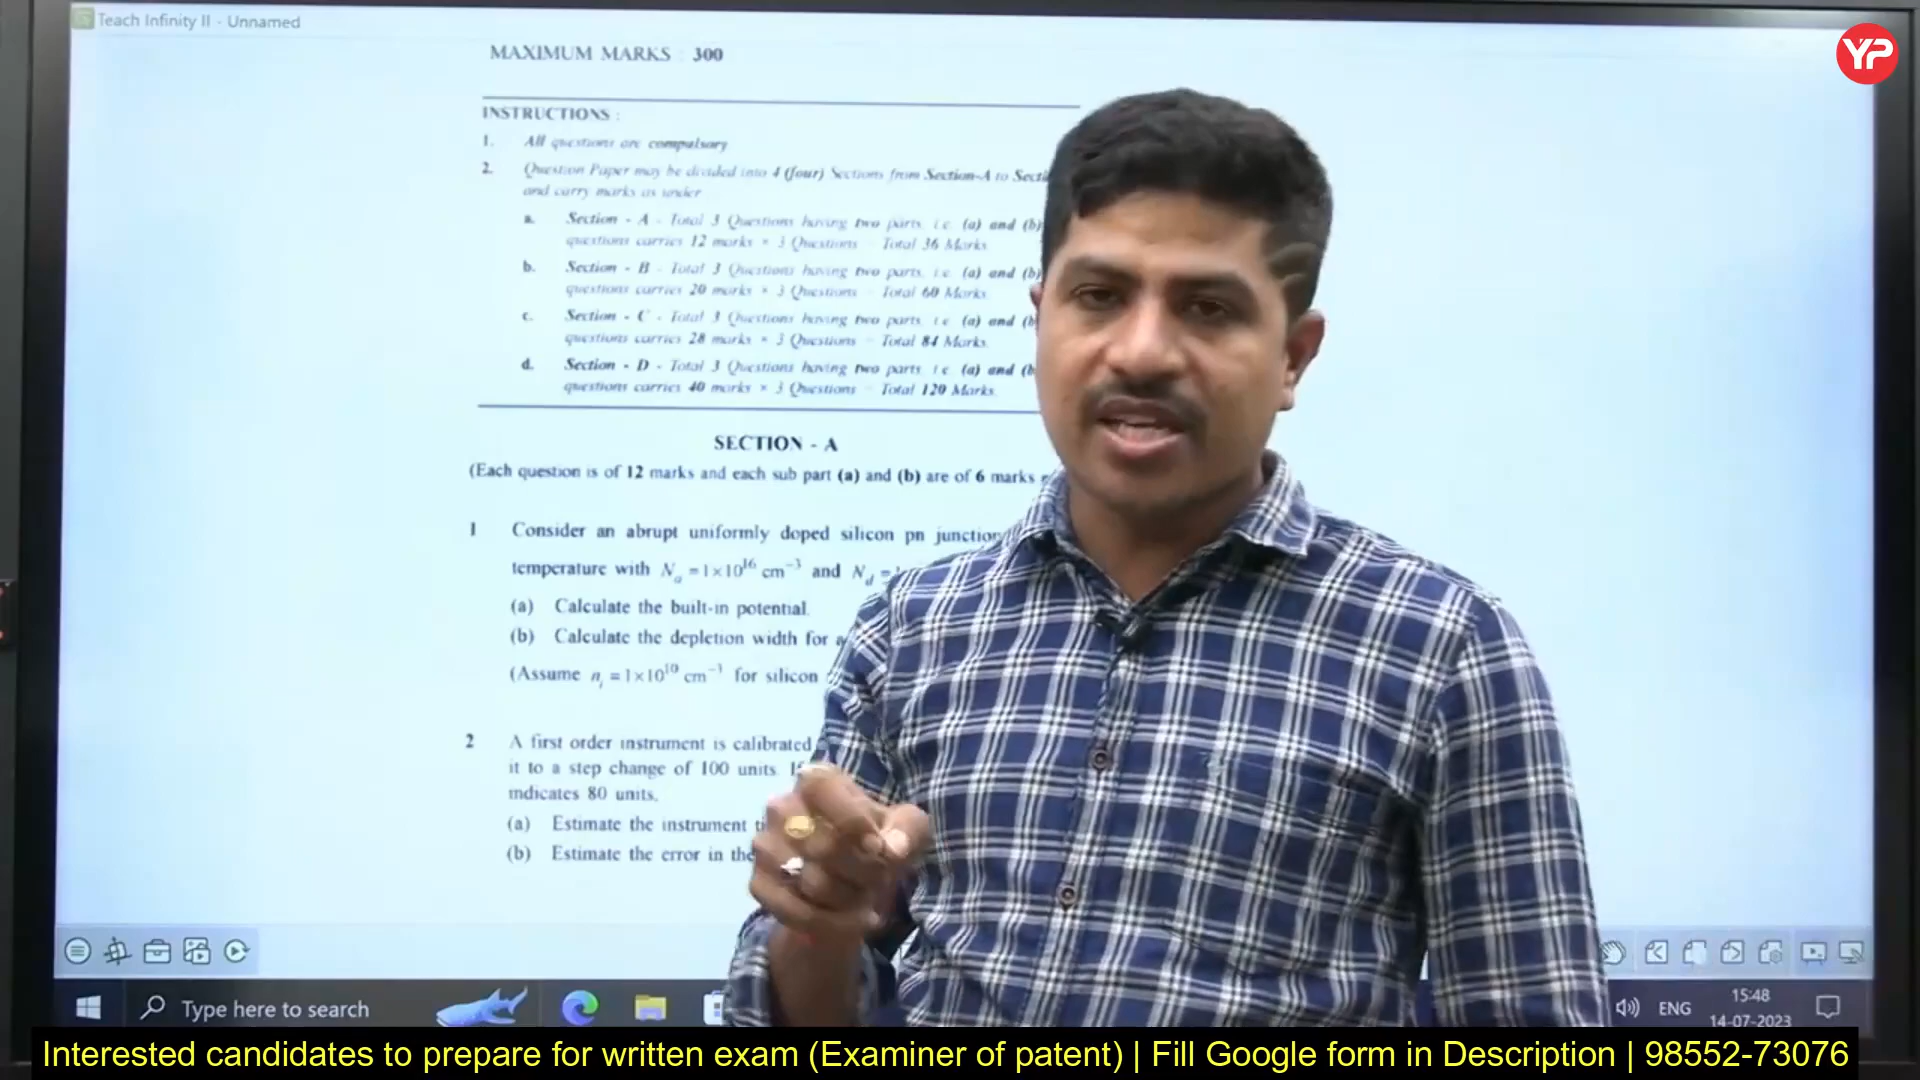 Teach Infinity II - Unnamed
YP
MAXIMUM MARKS : 300
INSTRUCTIONS :
1. All questions are compulsory
2. Question Paper may be divided into 4 (four) Sections from Section-A to
and carry marks as under
a. Section - A - Total 3 Questions having two parts i.e. (a) and (b)
questions carries 12 marks × 3 Questions - Total 36 Marks
b. Section - B - Total 3 Questions having two parts, i.e. (a) and (b)
questions carries 20 marks × 3 Questions - Total 60 Marks.
c. Section - C - Total 3 Questions having two parts, i.e. (a) and
questions carries 28 marks × 3 Questions - Total 84 Marks.
d. Section - D - Total 3 Questions having two parts, i.e. (a) and
questions carries 40 marks × 3 Questions - Total 120 Marks.
SECTION - A
(Each question is of 12 marks and each sub part (a) and (b) are of 6 marks
1 Consider an abrupt uniformly doped silicon pn junction
temperature with Na = 1×10¹⁶ cm⁻³ and Nd =
(a) Calculate the built-in potential.
(b) Calculate the depletion width for
(Assume ni = 1×10¹⁰ cm⁻³ for silicon
2 A first order instrument is calibrated
it to a step change of 100 units.
indicates 80 units.
(a) Estimate the instrument
(b) Estimate the error in the
Type here to search
ENG
15:48
14-07-2023
Interested candidates to prepare for written exam (Examiner of patent) | Fill Google form in Description | 98552-73076